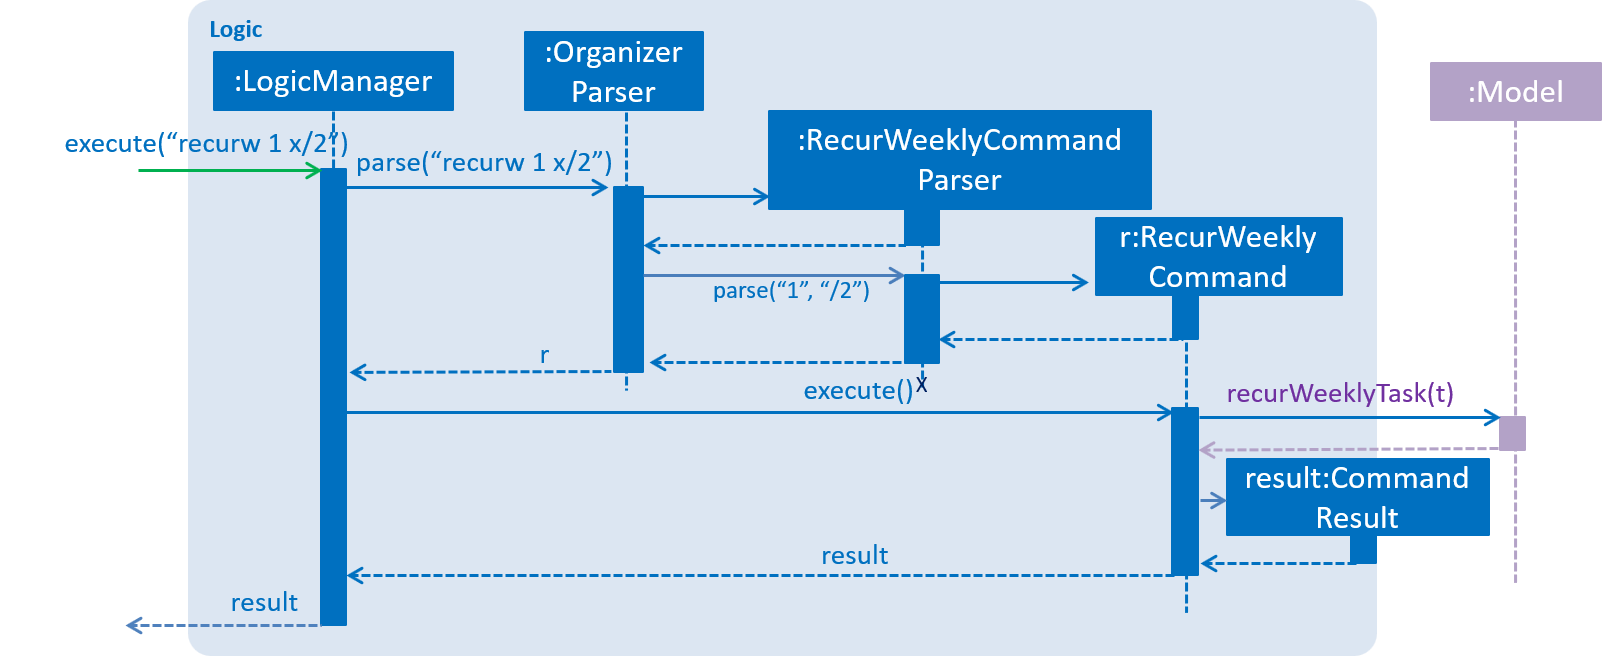 Logic
:LogicManager
:Organizer
Parser
:RecurWeeklyCommand
Parser
:Model
execute(“recurw 1 x/2”)
parse(“recurw 1 x/2”)
r:RecurWeekly
Command
parse(“1”, “/2”)
r
execute()
X
recurWeeklyTask(t)
result:Command
Result
result
result